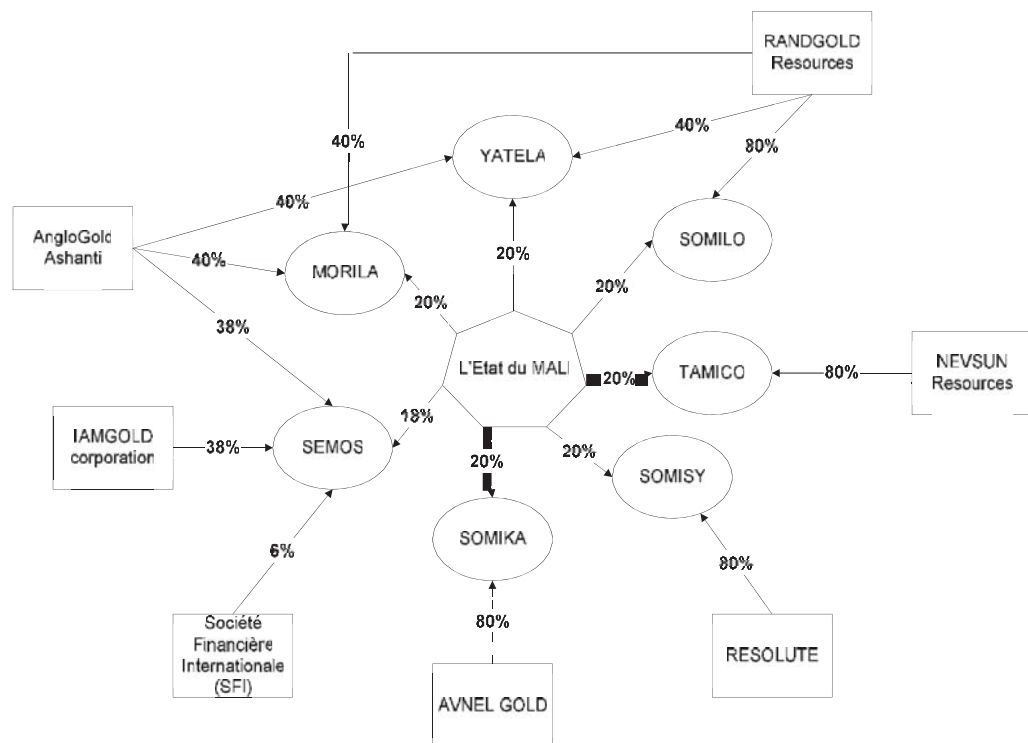 RANDGOLD
Resources
40%
40%
80%
YATELA
40%
AngloGold
Ashanti
SOMILO
40%
MORILA
20%
20%
20%
38%
L'Etat du MALI
20%
TAMICO
80%
NEVSUN
Resources
18%
IAMGOLD
corporation
38%
SEMOS
20%
20%
SOMISY
SOMIKA
6%
80%
Société
Financière
Internationale
(SFI)
80%
RESOLUTE
AVNEL GOLD